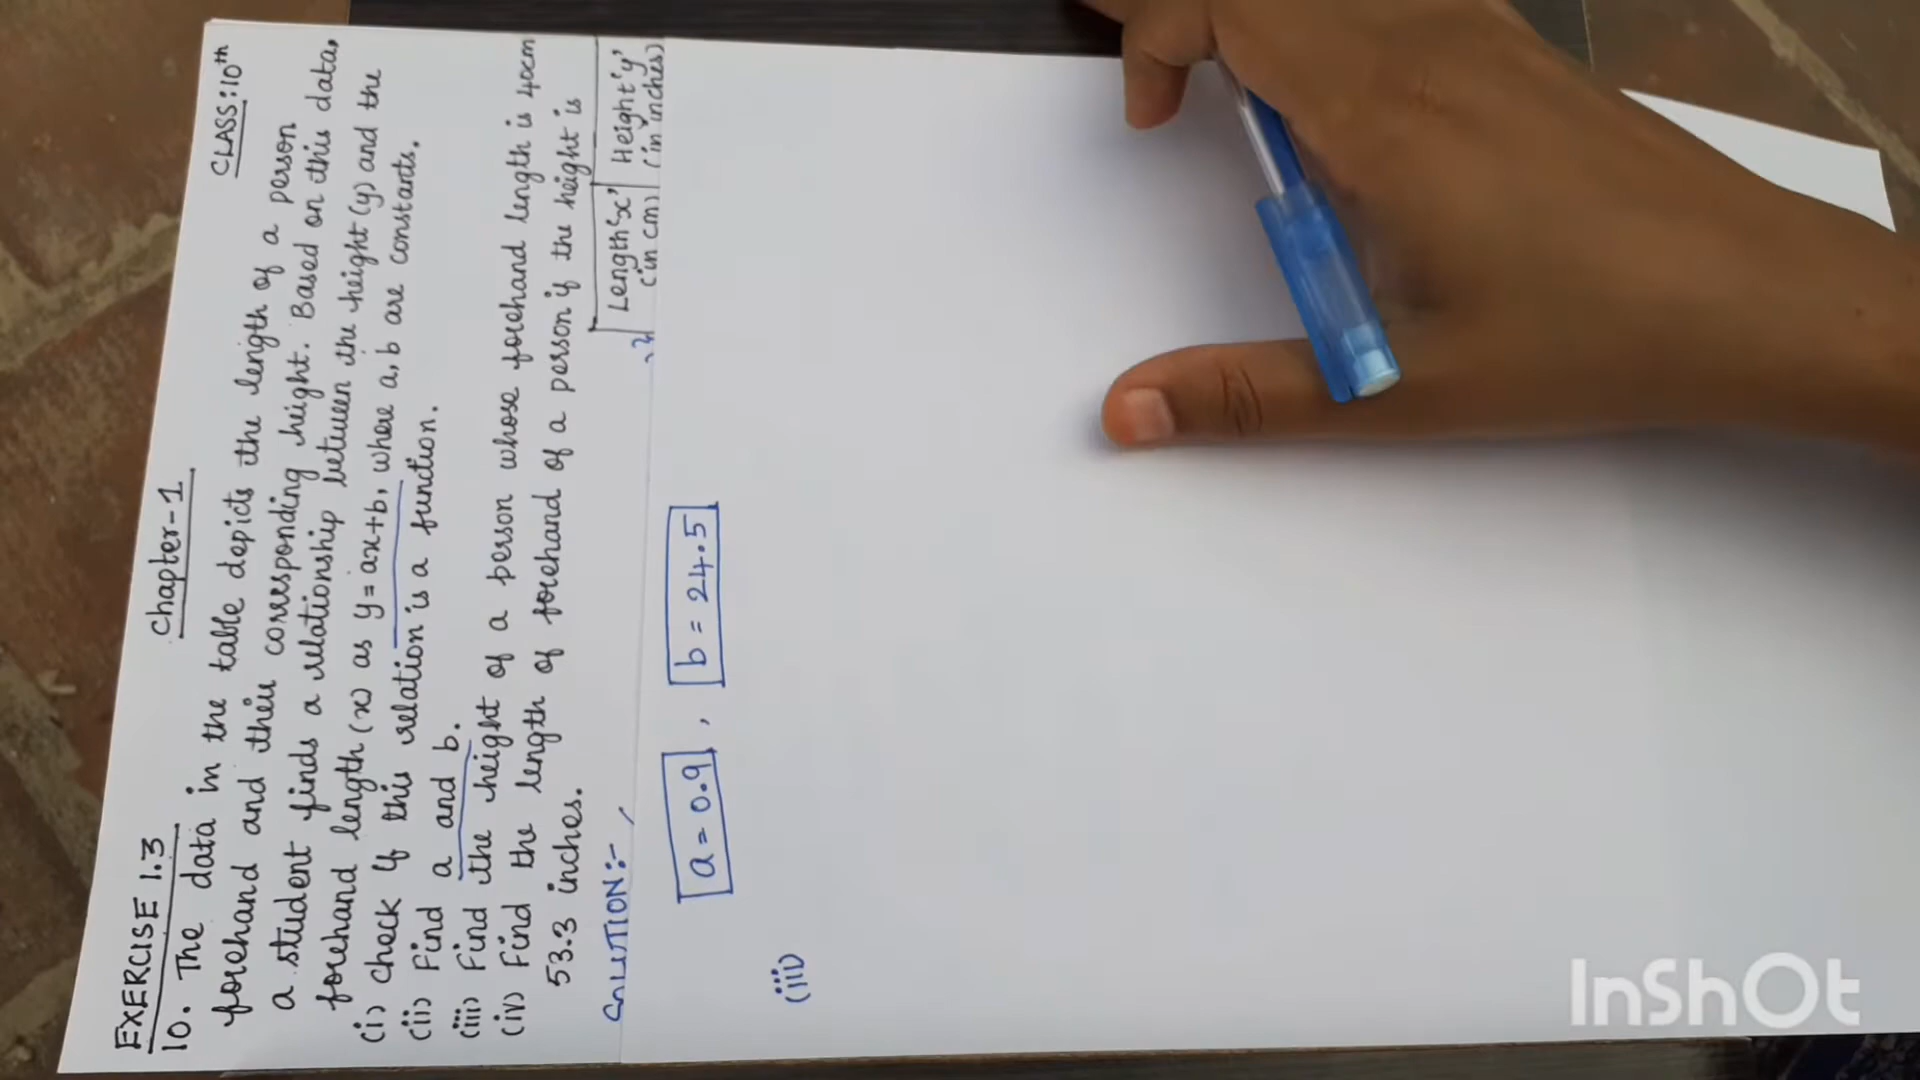 EXERCISE 1.3
Chapter-1
CLASS:10th
10. The data in the table depicts the length of a person
forehand and their corresponding height. Based on this data,
a student finds a relationship between the height (y) and the
forehand length (x) as y = ax+b, where a, b are constants.
(i) check if this relation is a function.
(ii) Find a and b.
(iii) Find the height of a person whose forehand length is 40cm
(iv) Find the length of forehand of a person if the height is
53.3 inches.
Length 'x' Height 'y'
(in cm) (in inches)
SOLUTION:-
a = 0.9 , b = 24.5
(iii)
InShOt